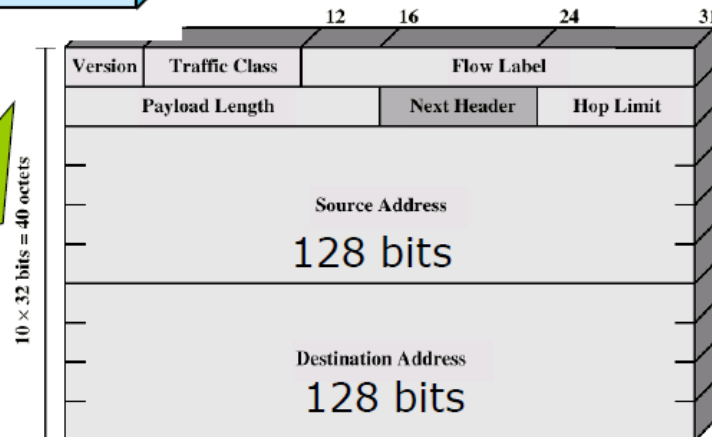 12 16 24 31
Version Traffic Class Flow Label
Payload Length Next Header Hop Limit
10 × 32 bits = 40 octets
Source Address
128 bits
Destination Address
128 bits